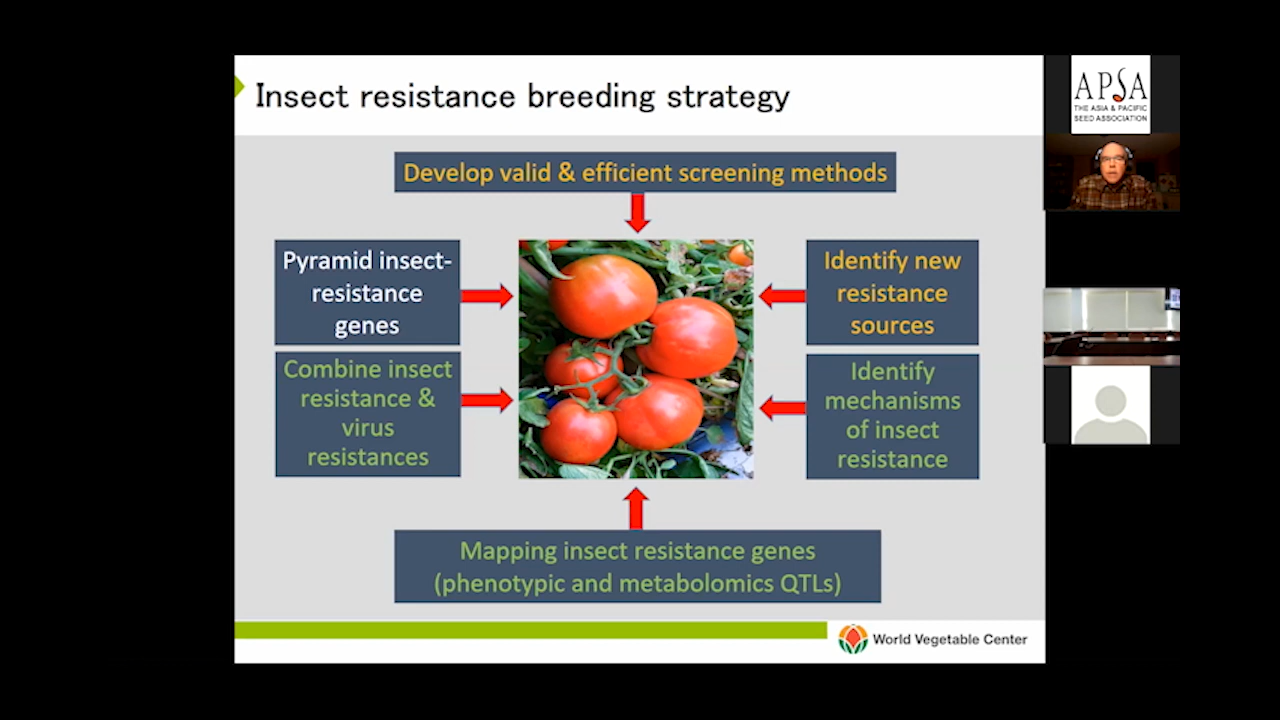 Insect resistance breeding strategy
Develop valid & efficient screening methods
Pyramid insect-
resistance
genes
Identify new
resistance
sources
Combine insect
resistance &
virus
resistances
Identify
mechanisms
of insect
resistance
Mapping insect resistance genes
(phenotypic and metabolomics QTLs)
World Vegetable Center
APSA
THE ASIA & PACIFIC
SEED ASSOCIATION